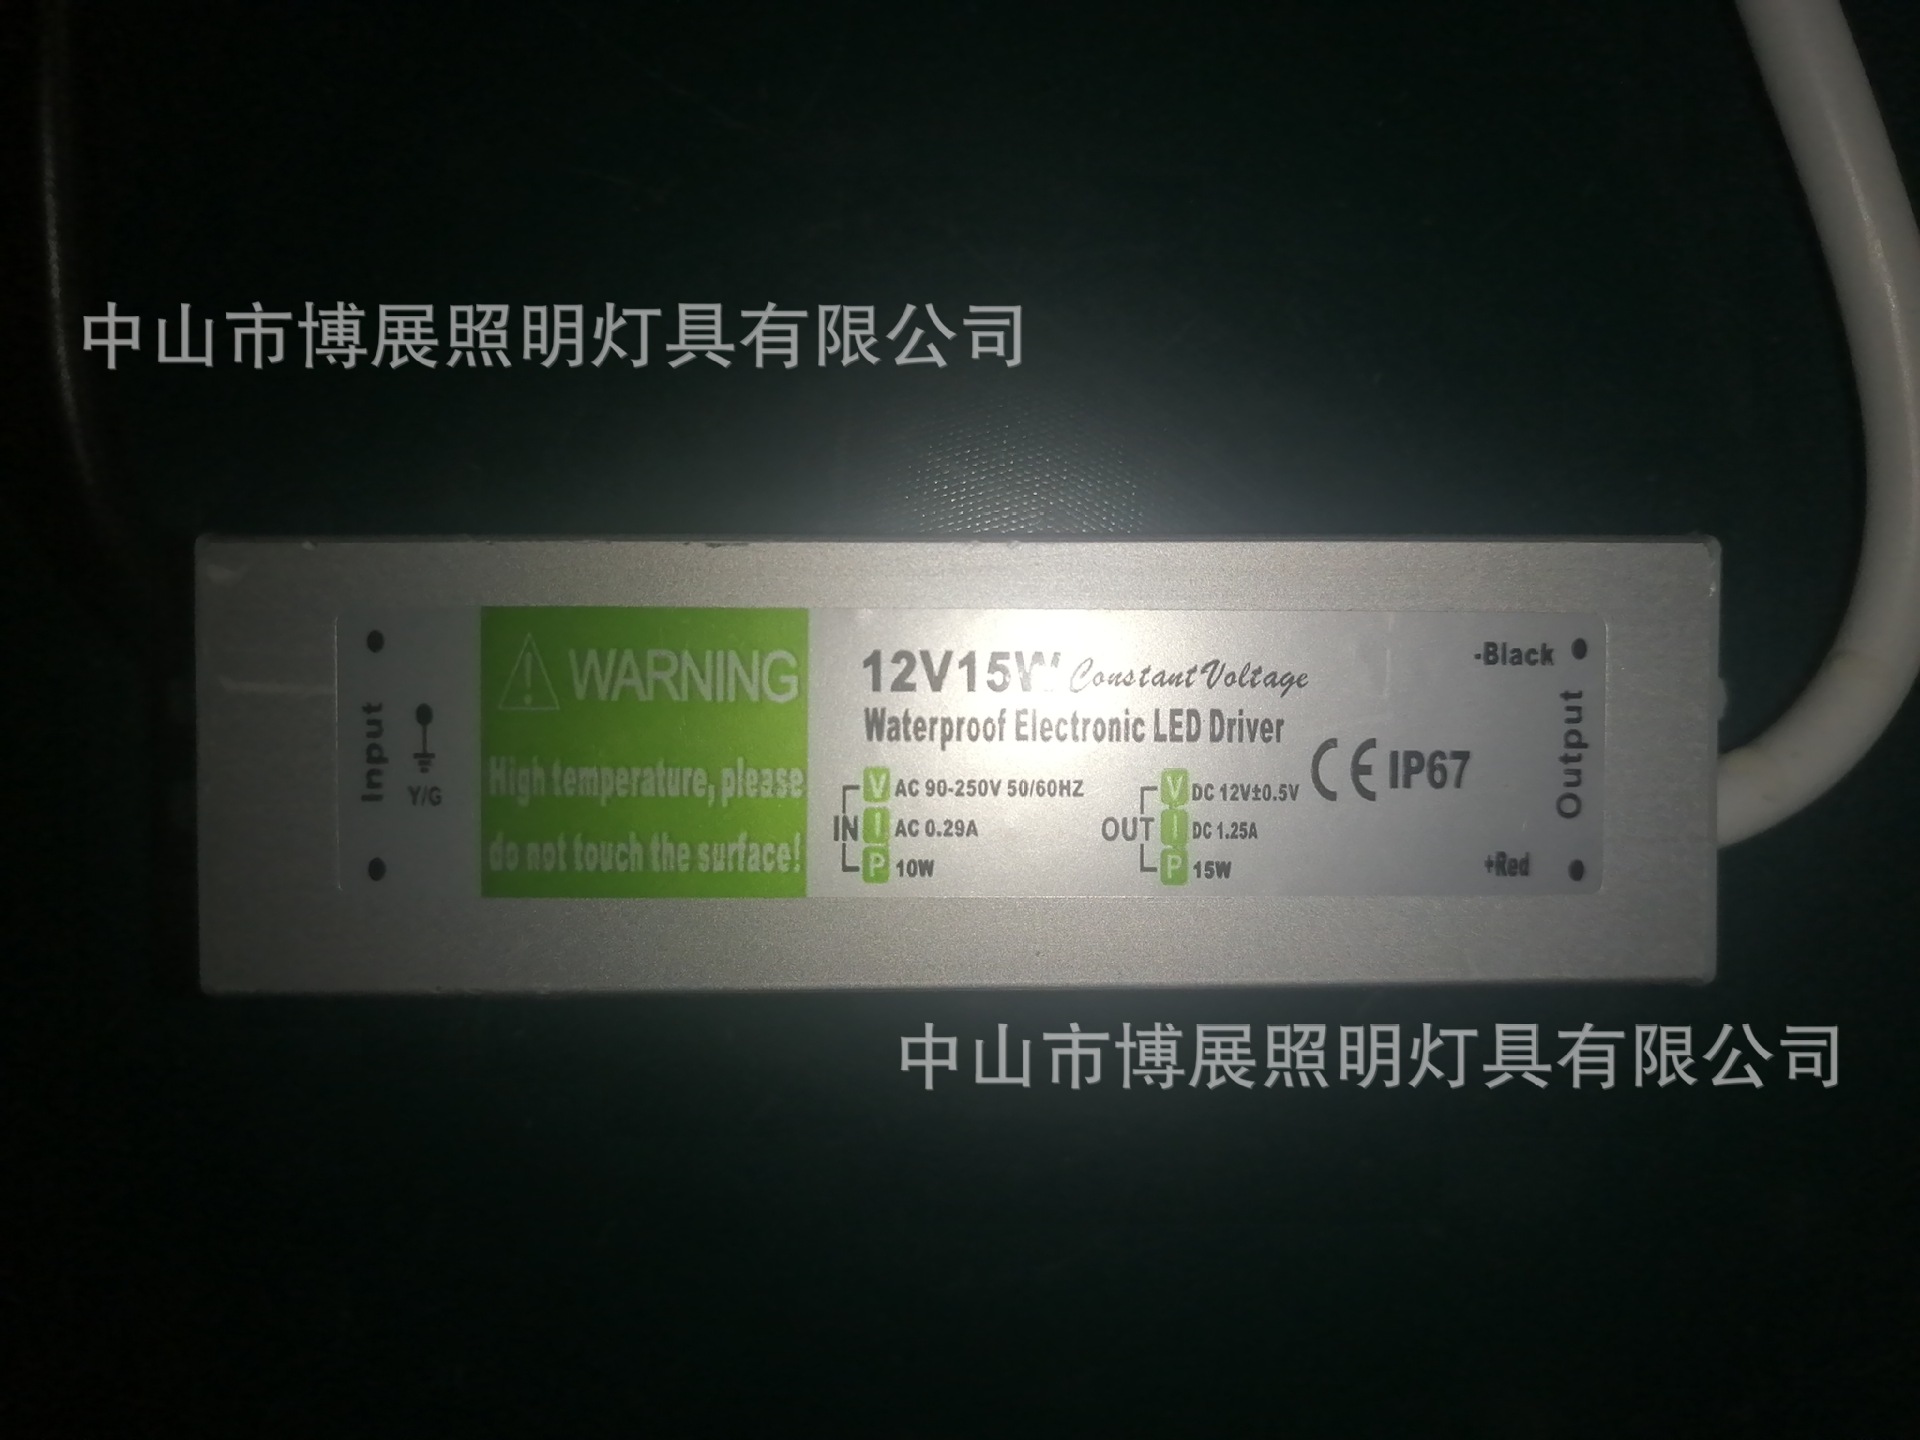 中山市博展照明灯具有限公司
Input
Y/G
WARNING
High temperature, please
do not touch the surface!
12V15W Constant Voltage
Waterproof Electronic LED Driver
IN
V AC 90-250V 50/60HZ
I AC 0.29A
P 10W
OUT
V DC 12V±0.5V
I DC 1.25A
P 15W
CE IP67
-Black
Output
+Red
中山市博展照明灯具有限公司